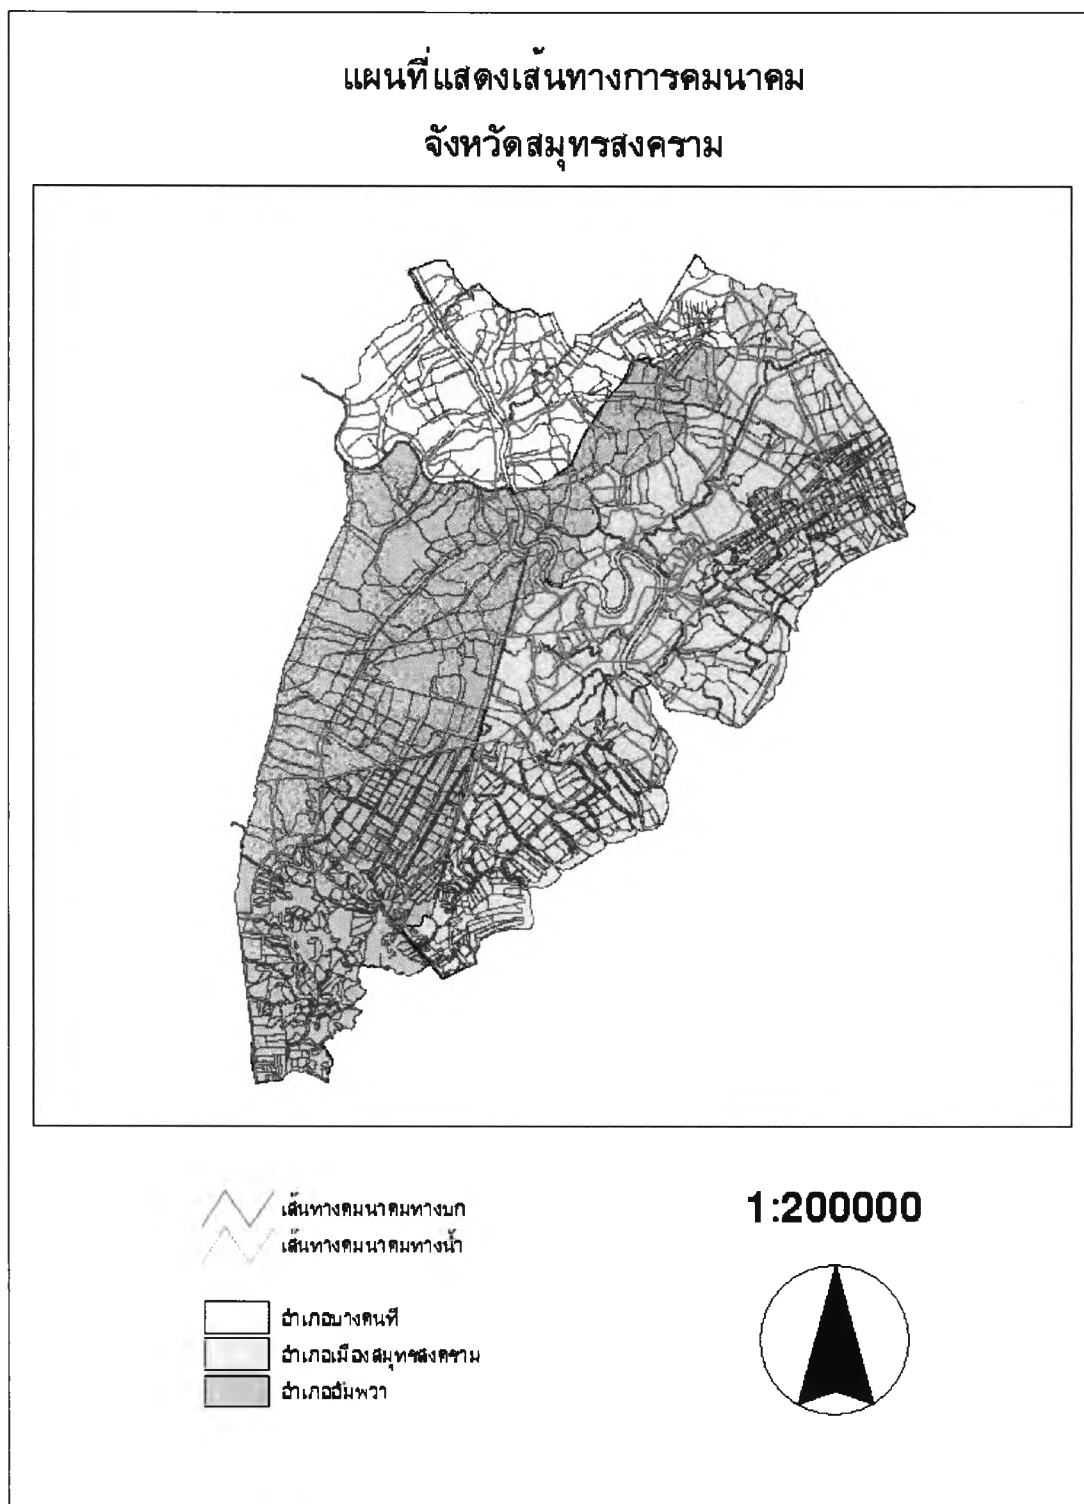 แผนที่แสดงเส้นทางการคมนาคม
จังหวัดสมุทรสงคราม
เส้นทางคมนาคมทางบก
เส้นทางคมนาคมทางน้ำ
1:200000
อำเภอบางคนที
อำเภอเมืองสมุทรสงคราม
อำเภออัมพวา